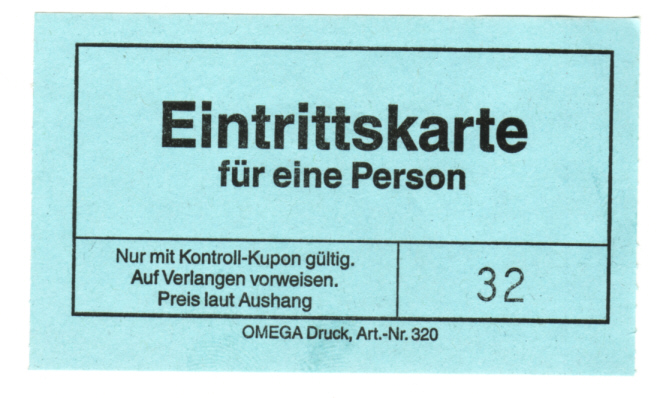 Eintrittskarte
für eine Person
Nur mit Kontroll-Kupon gültig.
Auf Verlangen vorweisen.
Preis laut Aushang
32
OMEGA Druck, Art.-Nr. 320